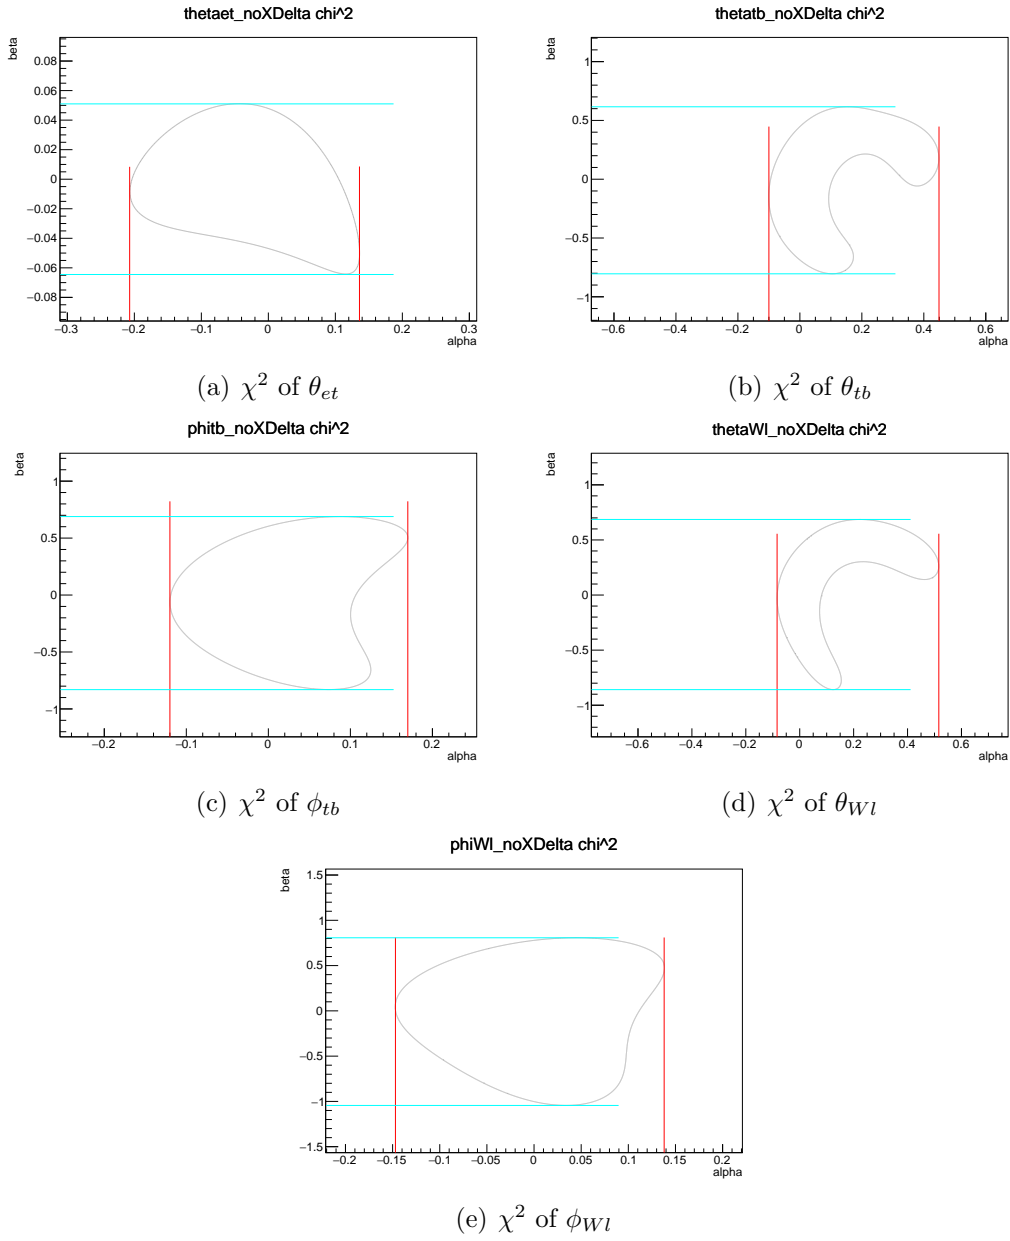 thetaet_noXDelta chi^2
beta
0.08
0.06
0.04
0.02
0
−0.02
−0.04
−0.06
−0.08
−0.3 −0.2 −0.1 0 0.1 0.2 0.3
alpha
(a) χ² of θ_et
thetatb_noXDelta chi^2
beta
1
0.5
0
−0.5
−1
−0.6 −0.4 −0.2 0 0.2 0.4 0.6
alpha
(b) χ² of θ_tb
phitb_noXDelta chi^2
beta
1
0.5
0
−0.5
−1
−0.2 −0.1 0 0.1 0.2
alpha
(c) χ² of ϕ_tb
thetaWl_noXDelta chi^2
beta
1
0.5
0
−0.5
−1
−0.6 −0.4 −0.2 0 0.2 0.4 0.6
alpha
(d) χ² of θ_Wl
phiWl_noXDelta chi^2
beta
1.5
1
0.5
0
−0.5
−1
−1.5
−0.2 −0.15 −0.1 −0.05 0 0.05 0.1 0.15 0.2
alpha
(e) χ² of ϕ_Wl